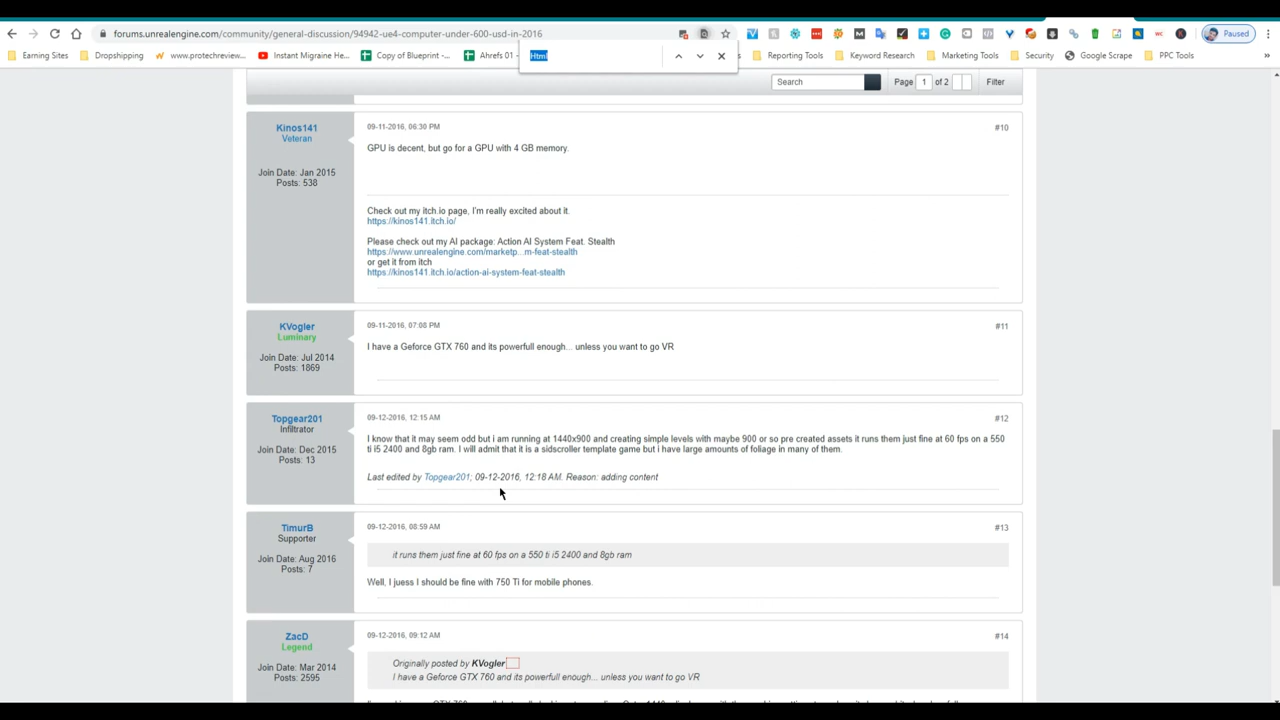 forums.unrealengine.com/community/general-discussion/94942-ue4-computer-under-600-usd-in-2016
Paused
Earning Sites
Dropshipping
www.protechreview...
Instant Migraine He...
Copy of Blueprint -...
Ahrefs 01 -
Html
Reporting Tools
Keyword Research
Marketing Tools
Security
Google Scrape
PPC Tools
Search
Page 1 of 2
Filter
Kinos141
Veteran
Join Date: Jan 2015
Posts: 538
09-11-2016, 06:30 PM
#10
GPU is decent, but go for a GPU with 4 GB memory.
Check out my itch.io page, I'm really excited about it.
https://kinos141.itch.io/
Please check out my AI package: Action AI System Feat. Stealth
https://www.unrealengine.com/marketp...m-feat-stealth
or get it from itch
https://kinos141.itch.io/action-ai-system-feat-stealth
KVogler
Luminary
Join Date: Jul 2014
Posts: 1869
09-11-2016, 07:08 PM
#11
I have a Geforce GTX 760 and its powerfull enough... unless you want to go VR
Topgear201
Infiltrator
Join Date: Dec 2015
Posts: 13
09-12-2016, 12:15 AM
#12
I know that it may seem odd but i am running at 1440x900 and creating simple levels with maybe 900 or so pre created assets it runs them just fine at 60 fps on a 550
ti i5 2400 and 8gb ram. I will admit that it is a sidscroller template game but i have large amounts of foliage in many of them.
Last edited by Topgear201; 09-12-2016, 12:18 AM. Reason: adding content
TimurB
Supporter
Join Date: Aug 2016
Posts: 7
09-12-2016, 08:59 AM
#13
it runs them just fine at 60 fps on a 550 ti i5 2400 and 8gb ram
Well, I juess I should be fine with 750 Ti for mobile phones.
ZacD
Legend
Join Date: Mar 2014
Posts: 2595
09-12-2016, 09:12 AM
#14
Originally posted by KVogler
I have a Geforce GTX 760 and its powerfull enough... unless you want to go VR